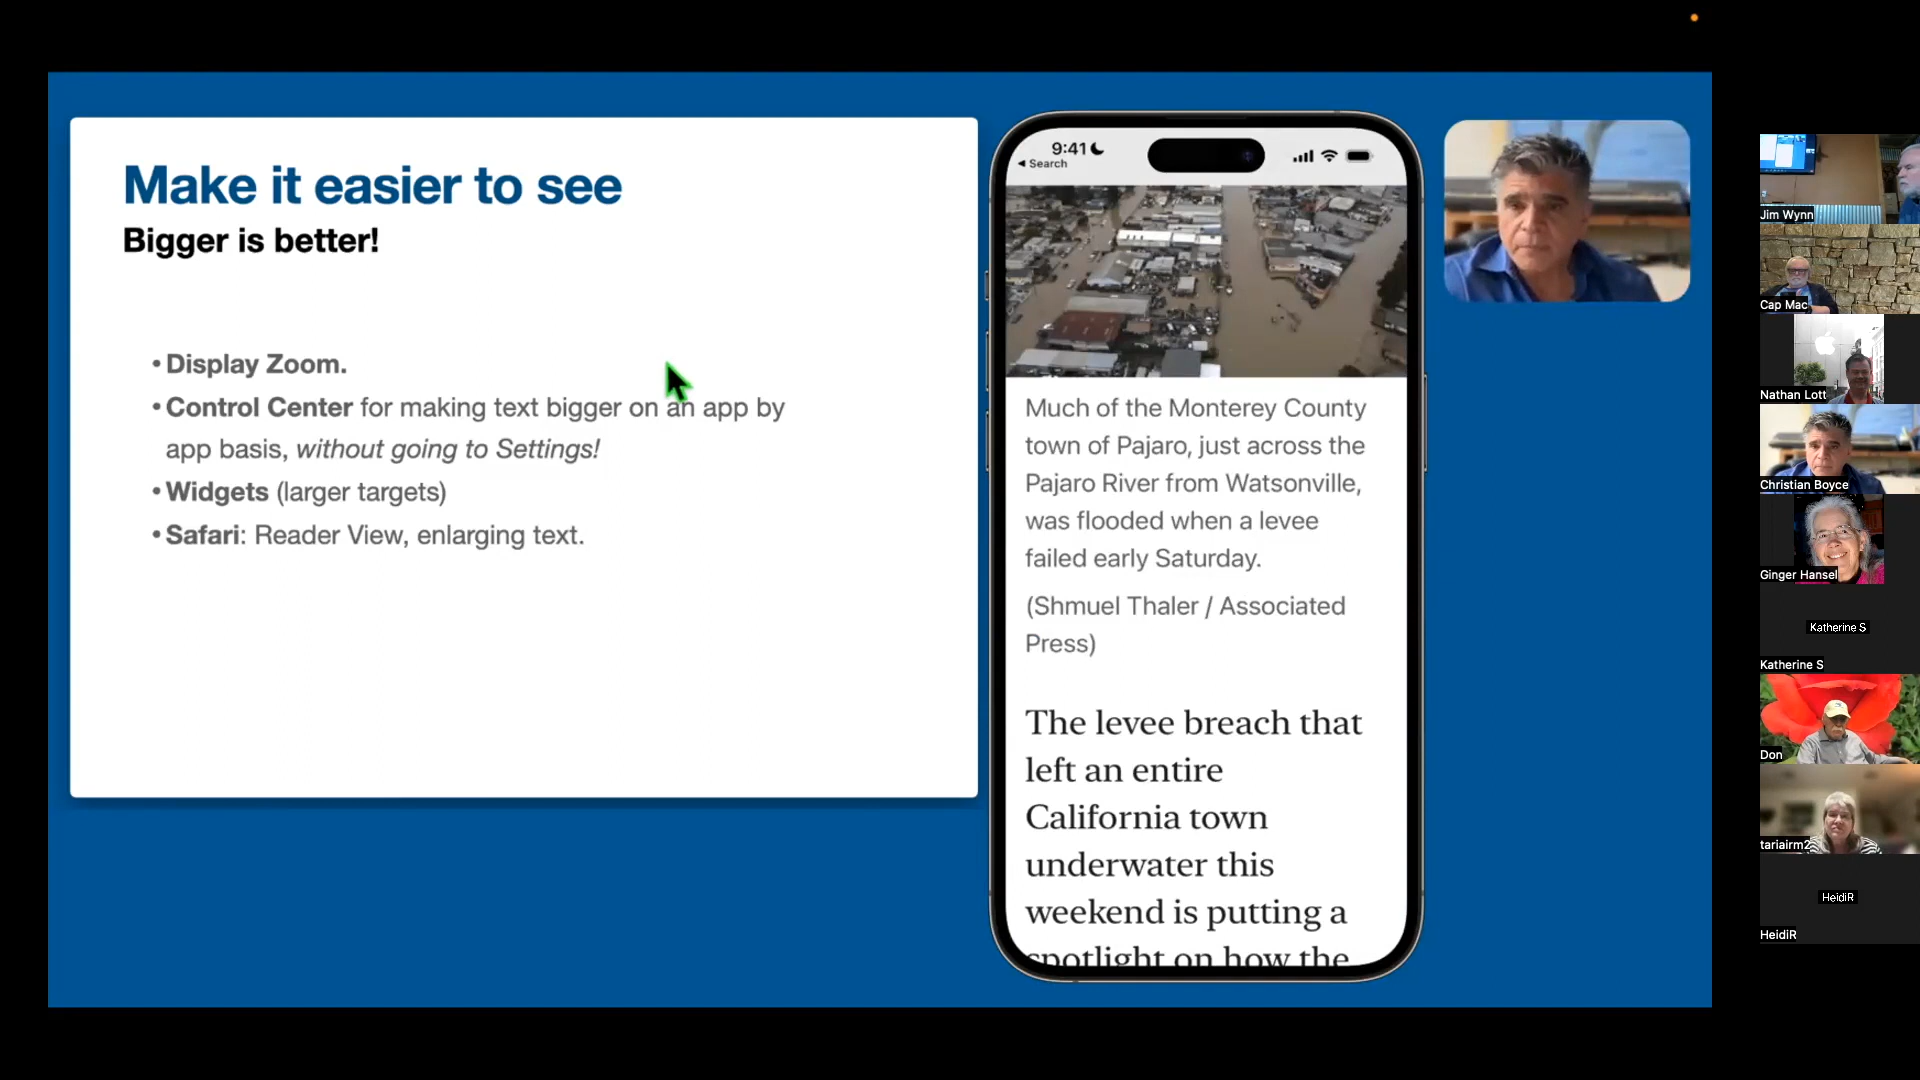 Make it easier to see
Bigger is better!
• Display Zoom.
• Control Center for making text bigger on an app by
app basis, without going to Settings!
• Widgets (larger targets)
• Safari: Reader View, enlarging text.
9:41
Search
Much of the Monterey County
town of Pajaro, just across the
Pajaro River from Watsonville,
was flooded when a levee
failed early Saturday.
(Shmuel Thaler / Associated
Press)
The levee breach that
left an entire
California town
underwater this
weekend is putting a
spotlight on how the
Jim Wynn
Cap Mac
Nathan Lott
Christian Boyce
Ginger Hansel
Katherine S
Katherine S
Don
tariairm2
HeidiR
HeidiR